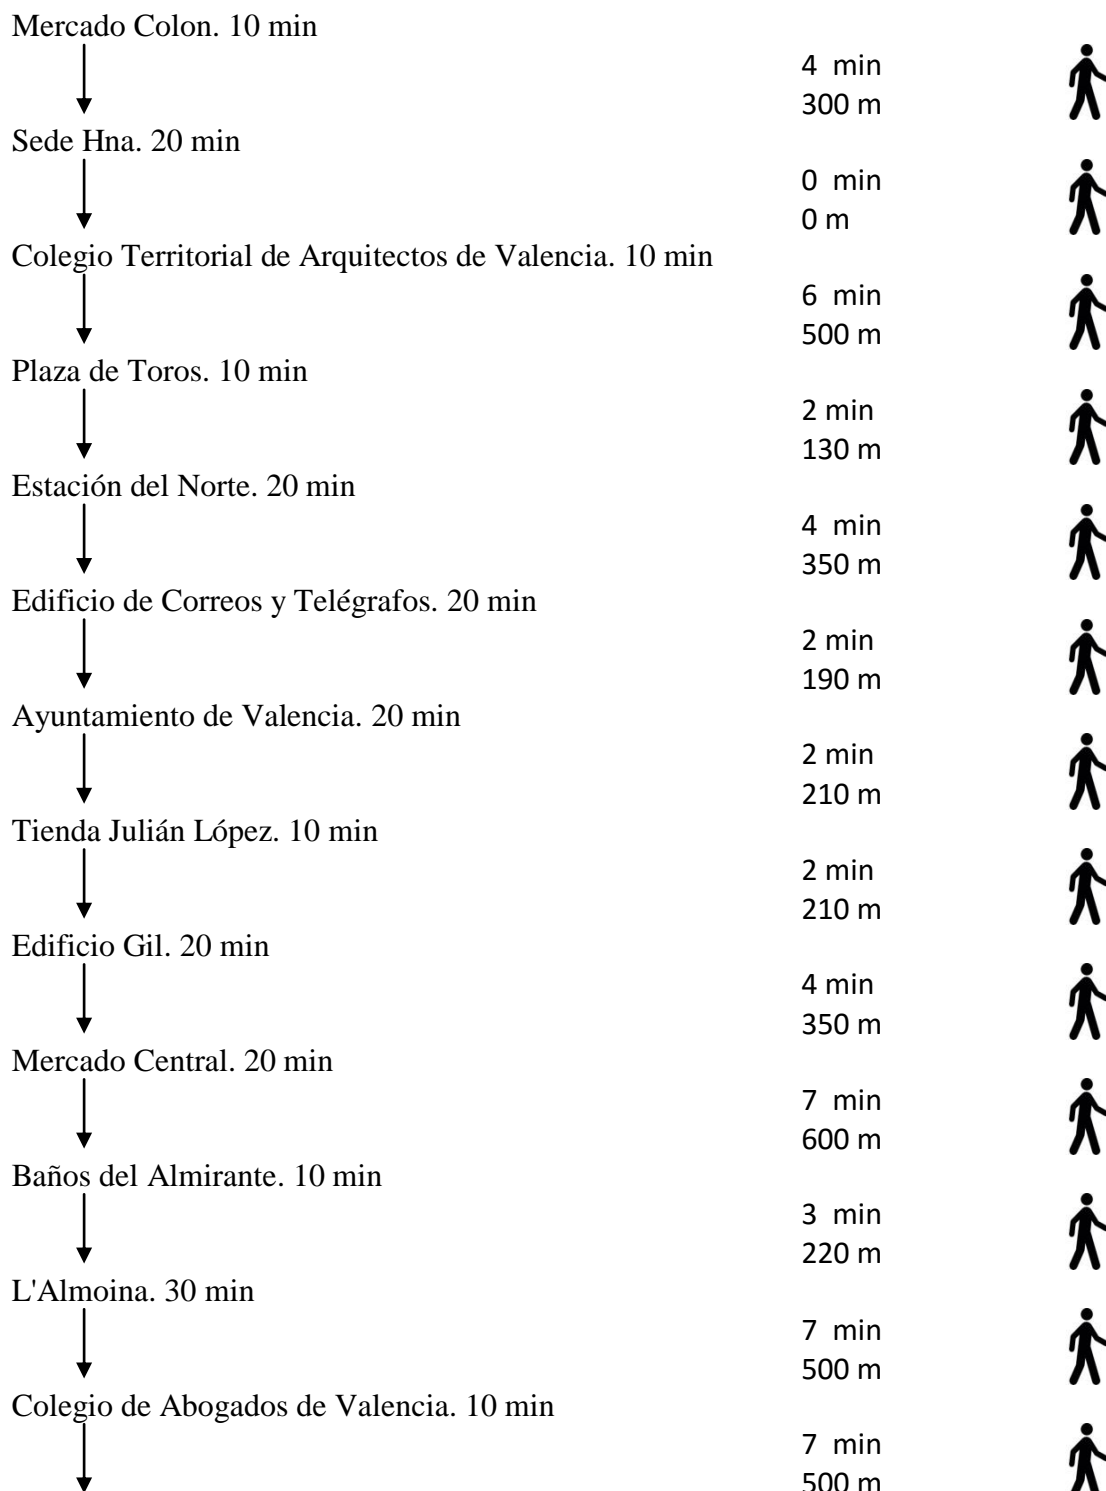 Mercado Colon. 10 min
4 min
300 m
Sede Hna. 20 min
0 min
0 m
Colegio Territorial de Arquitectos de Valencia. 10 min
6 min
500 m
Plaza de Toros. 10 min
2 min
130 m
Estación del Norte. 20 min
4 min
350 m
Edificio de Correos y Telégrafos. 20 min
2 min
190 m
Ayuntamiento de Valencia. 20 min
2 min
210 m
Tienda Julián López. 10 min
2 min
210 m
Edificio Gil. 20 min
4 min
350 m
Mercado Central. 20 min
7 min
600 m
Baños del Almirante. 10 min
3 min
220 m
L'Almoina. 30 min
7 min
500 m
Colegio de Abogados de Valencia. 10 min
7 min
500 m